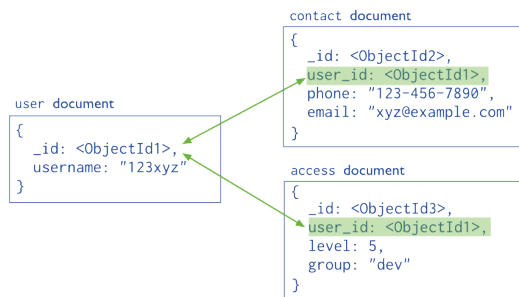 contact document
{
_id: <ObjectId2>,
user_id: <ObjectId1>,
phone: "123-456-7890",
email: "xyz@example.com"
}
user document
{
_id: <ObjectId1>,
username: "123xyz"
}
access document
{
_id: <ObjectId3>,
user_id: <ObjectId1>,
level: 5,
group: "dev"
}